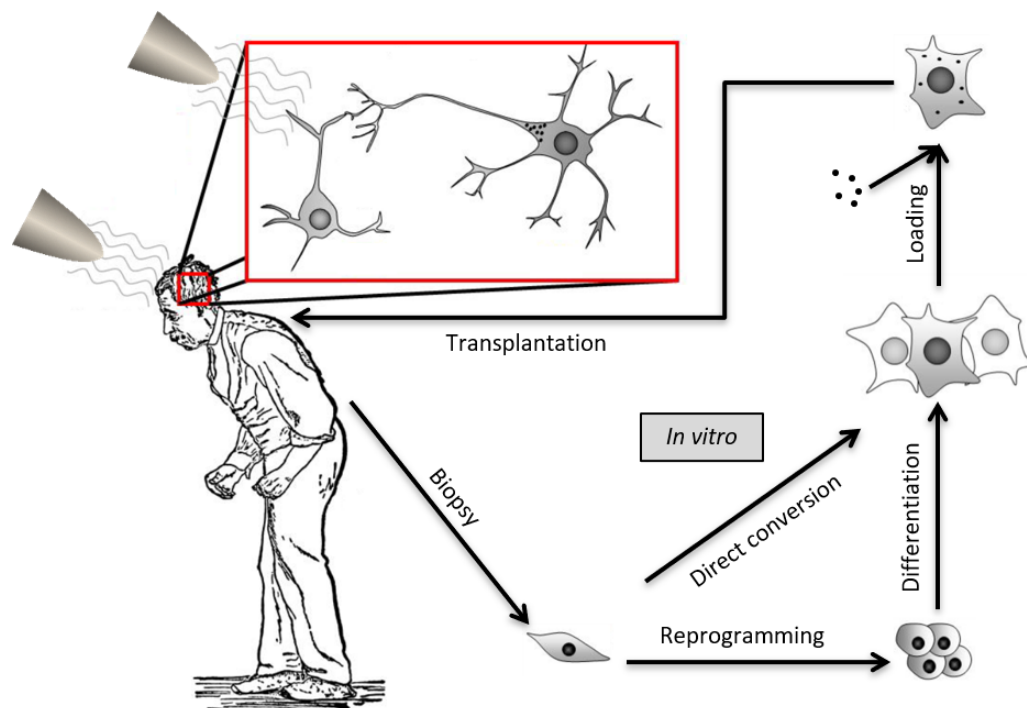 Loading
Transplantation
In vitro
Biopsy
Direct conversion
Differentiation
Reprogramming